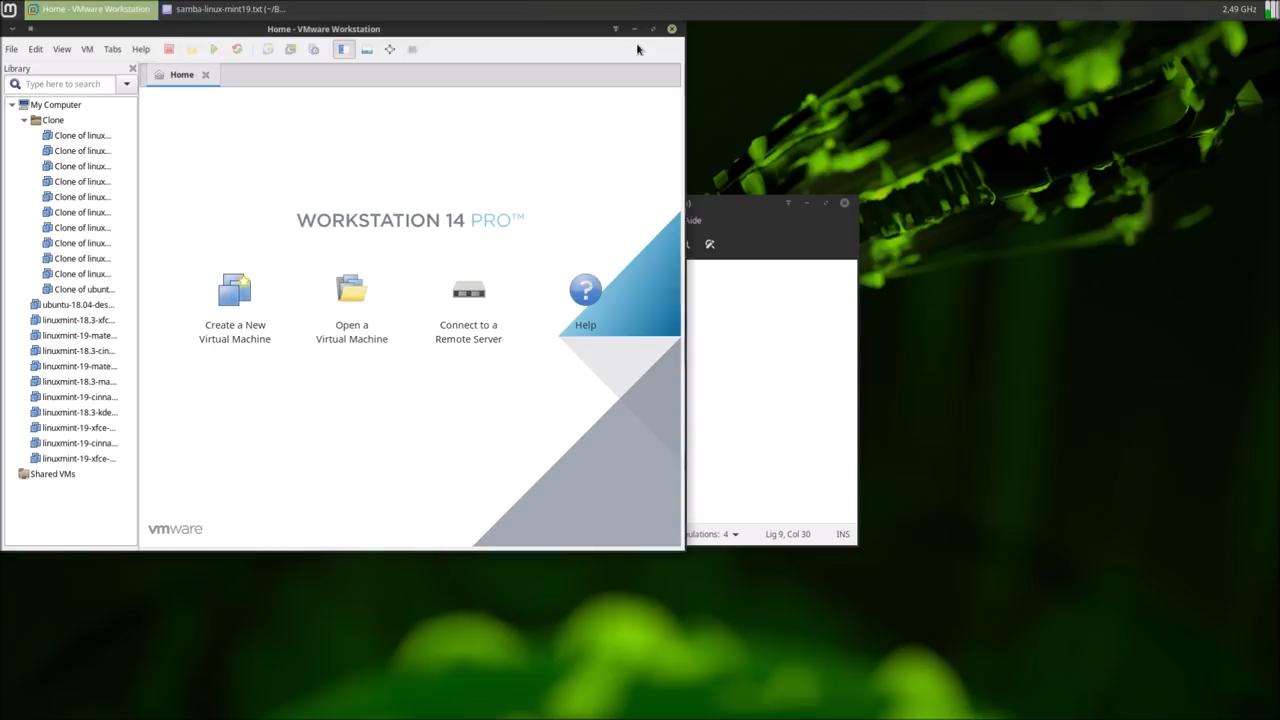 Home - VMware Workstation
samba-linux-mint19.txt (~/B...
2,49 GHz
Home - VMware Workstation
File Edit View VM Tabs Help
Library
Type here to search
Home
My Computer
Clone
Clone of linux...
Clone of linux...
Clone of linux...
Clone of linux...
Clone of linux...
Clone of linux...
Clone of linux...
Clone of linux...
Clone of linux...
Clone of linux...
Clone of ubunt...
ubuntu-18.04-des...
linuxmint-18.3-xfc...
linuxmint-19-mate...
linuxmint-18.3-cin...
linuxmint-19-mate...
linuxmint-18.3-ma...
linuxmint-19-cinna...
linuxmint-18.3-kde...
linuxmint-19-xfce-...
linuxmint-19-cinna...
linuxmint-19-xfce-...
Shared VMs
WORKSTATION 14 PRO™
Create a New
Virtual Machine
Open a
Virtual Machine
Connect to a
Remote Server
Help
vmware
)
Aide
ulations: 4
Lig 9, Col 30
INS